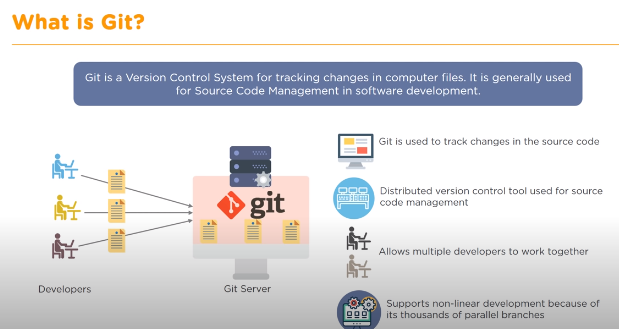 What is Git?
Git is a Version Control System for tracking changes in computer files. It is generally used
for Source Code Management in software development.
git
Developers
Git Server
Git is used to track changes in the source code
Distributed version control tool used for source
code management
Allows multiple developers to work together
Supports non-linear development because of
its thousands of parallel branches